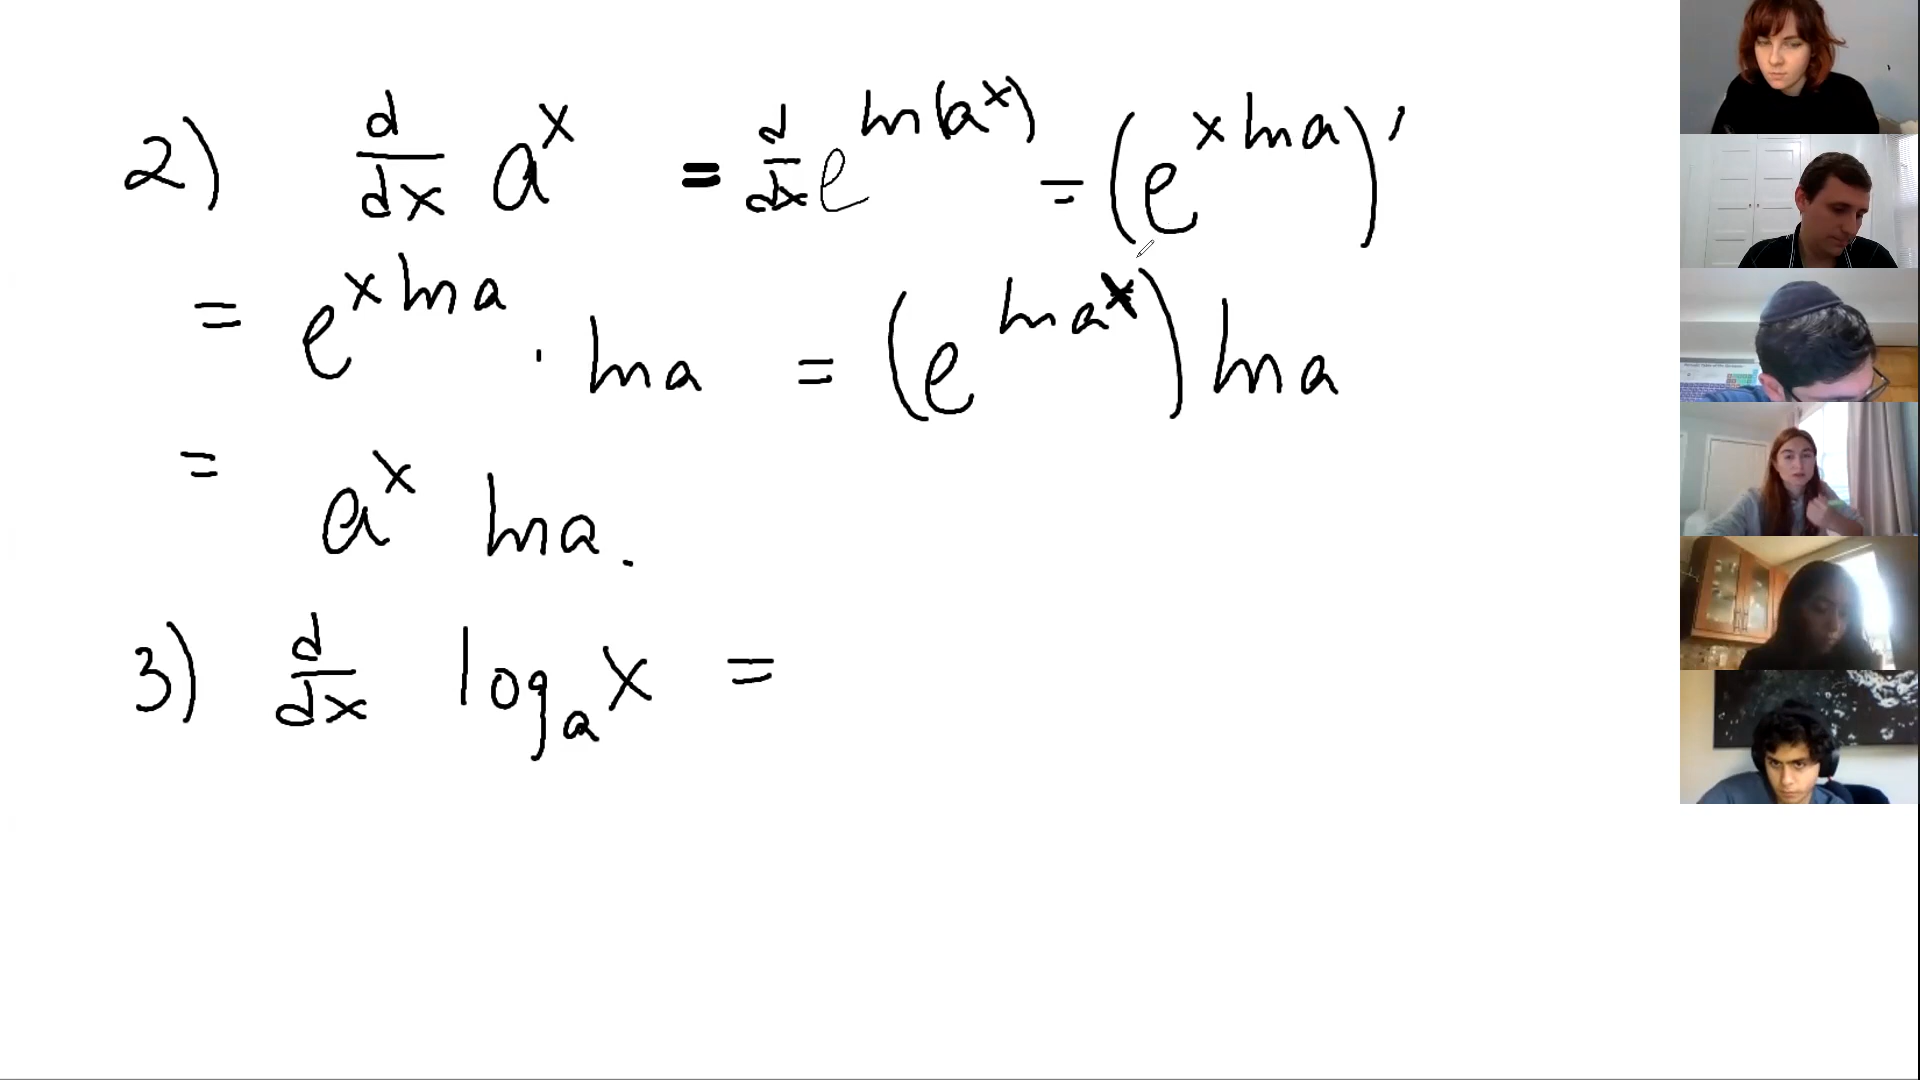 2) d/dx a^x = d/dx e^ln(a^x) = (e^x ln a)'
= e^x ln a · ln a = (e^ln a^x) ln a
= a^x ln a.
3) d/dx log_a x =